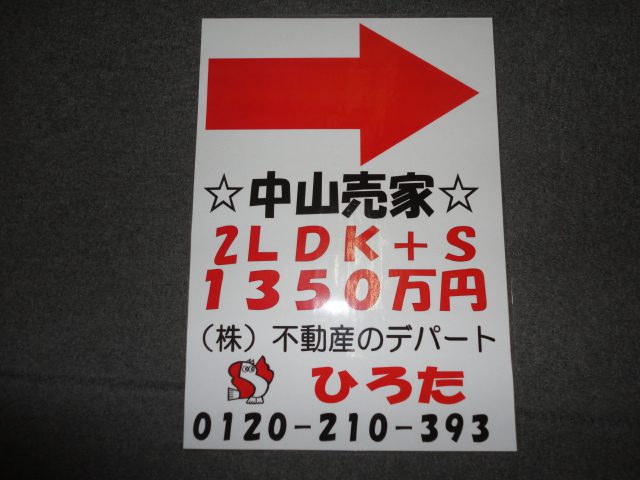 ☆中山売家☆
2LDK+S
1350万円
（株）不動産のデパート
ひろた
0120-210-393